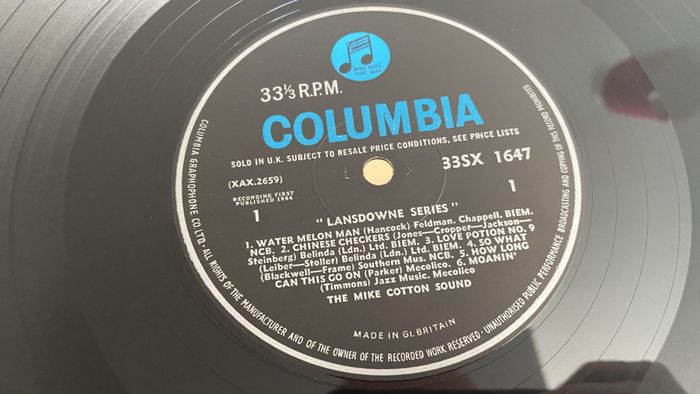 Columbia Records
MAGIC MUSIC
TRADE MARK
33⅓ R.P.M.
COLUMBIA
SOLD IN U.K. SUBJECT TO RESALE PRICE CONDITIONS, SEE PRICE LISTS
(XAX.2659)
33SX 1647
RECORDING FIRST
PUBLISHED 1964
1
1
"LANSDOWNE SERIES"
1. WATER MELON MAN (Hancock) Feldman. Chappell. BIEM.
NCB. 2. CHINESE CHECKERS (Jones—Cropper—Jackson—
Steinberg) Belinda (Ldn.) Ltd. BIEM. 3. LOVE POTION NO. 9
(Leiber—Stoller) Belinda (Ldn.) Ltd. BIEM. 4. SO WHAT
(Blackwell—Frame) Southern Mus. NCB. 5. HOW LONG
CAN THIS GO ON (Parker) Mecolico. 6. MOANIN'
(Timmons) Jazz Music. Mecolico
THE MIKE COTTON SOUND
MADE IN GT. BRITAIN
COLUMBIA GRAPHOPHONE CO. LTD·ALL RIGHTS OF THE MANUFACTURER AND OF THE OWNER OF THE RECORDED WORK RESERVED·UNAUTHORISED PUBLIC PERFORMANCE BROADCASTING AND COPYING OF THIS RECORD PROHIBITED